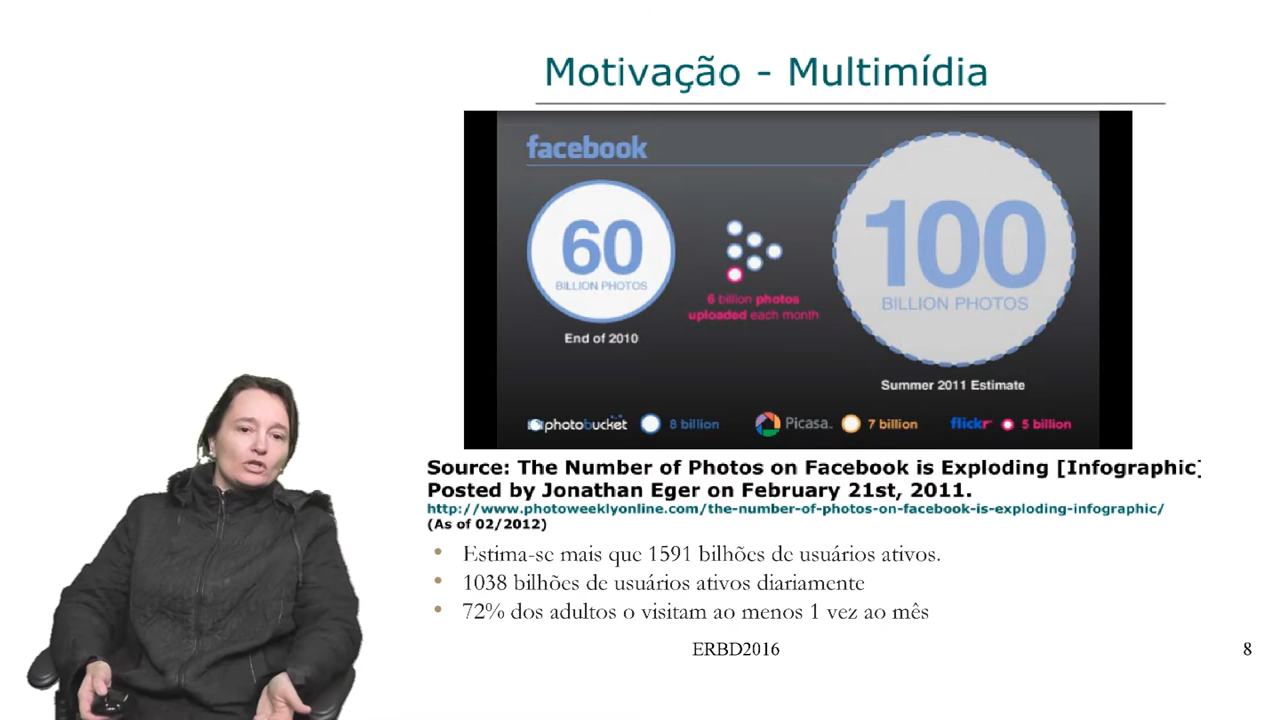 Motivação - Multimídia
facebook
60
BILLION PHOTOS
End of 2010
6 billion photos
uploaded each month
100
BILLION PHOTOS
Summer 2011 Estimate
photobucket 8 billion Picasa. 7 billion flickr 5 billion
Source: The Number of Photos on Facebook is Exploding [Infographic]
Posted by Jonathan Eger on February 21st, 2011.
http://www.photoweeklyonline.com/the-number-of-photos-on-facebook-is-exploding-infographic/
(As of 02/2012)
• Estima-se mais que 1591 bilhões de usuários ativos.
• 1038 bilhões de usuários ativos diariamente
• 72% dos adultos o visitam ao menos 1 vez ao mês
ERBD2016
8